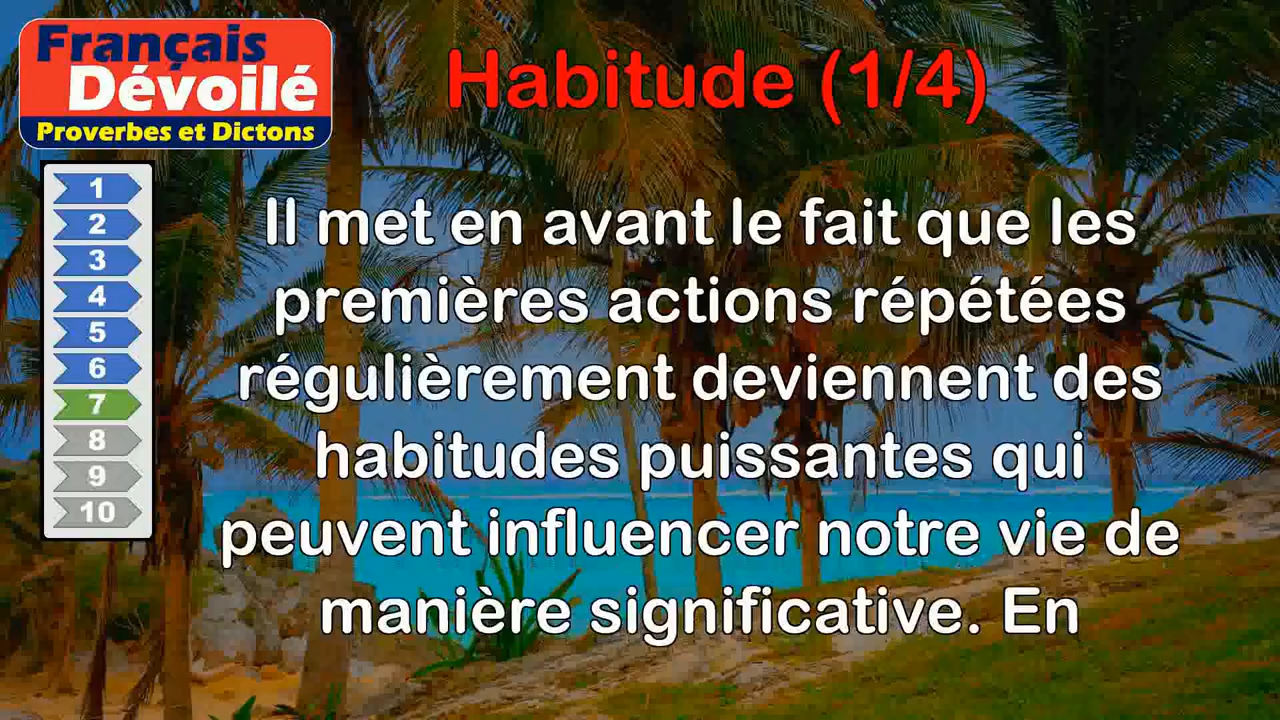 Français
Dévoilé
Proverbes et Dictons
Habitude (1/4)
1
2
3
4
5
6
7
8
9
10
Il met en avant le fait que les
premières actions répétées
régulièrement deviennent des
habitudes puissantes qui
peuvent influencer notre vie de
manière significative. En